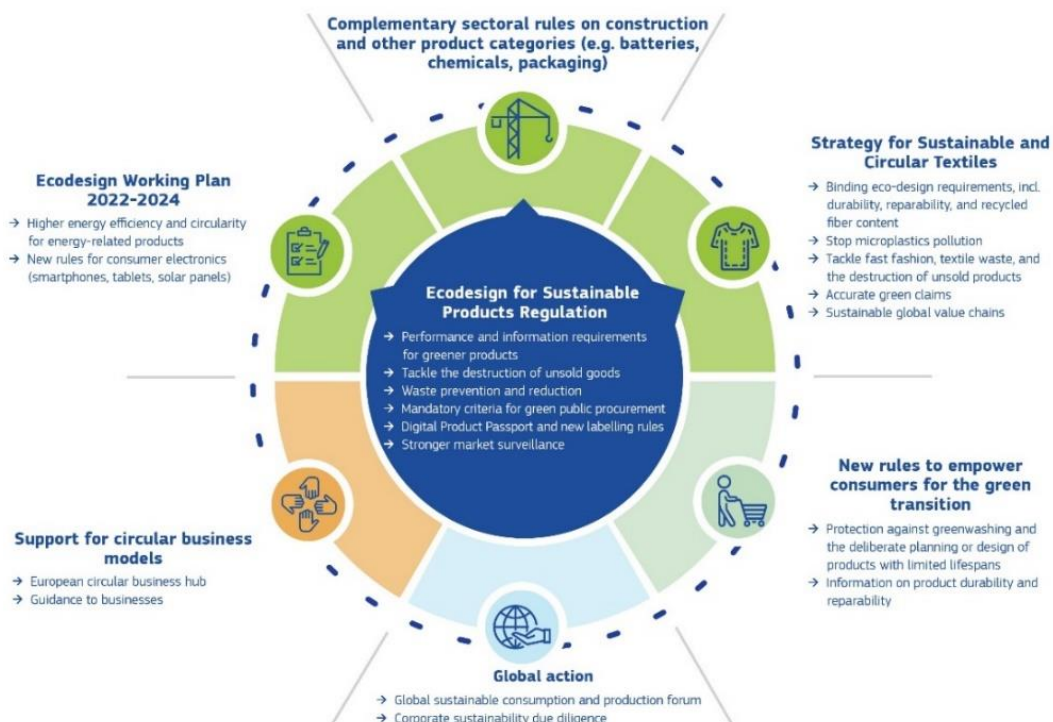 Complementary sectoral rules on construction
and other product categories (e.g. batteries,
chemicals, packaging)
Ecodesign Working Plan
2022-2024
→ Higher energy efficiency and circularity
for energy-related products
→ New rules for consumer electronics
(smartphones, tablets, solar panels)
Strategy for Sustainable and
Circular Textiles
→ Binding eco-design requirements, incl.
durability, reparability, and recycled
fiber content
→ Stop microplastics pollution
→ Tackle fast fashion, textile waste, and
the destruction of unsold products
→ Accurate green claims
→ Sustainable global value chains
Ecodesign for Sustainable
Products Regulation
→ Performance and information requirements
for greener products
→ Tackle the destruction of unsold goods
→ Waste prevention and reduction
→ Mandatory criteria for green public procurement
→ Digital Product Passport and new labelling rules
→ Stronger market surveillance
New rules to empower
consumers for the green
transition
→ Protection against greenwashing and
the deliberate planning or design of
products with limited lifespans
→ Information on product durability and
reparability
Support for circular business
models
→ European circular business hub
→ Guidance to businesses
Global action
→ Global sustainable consumption and production forum
→ Corporate sustainability due diligence